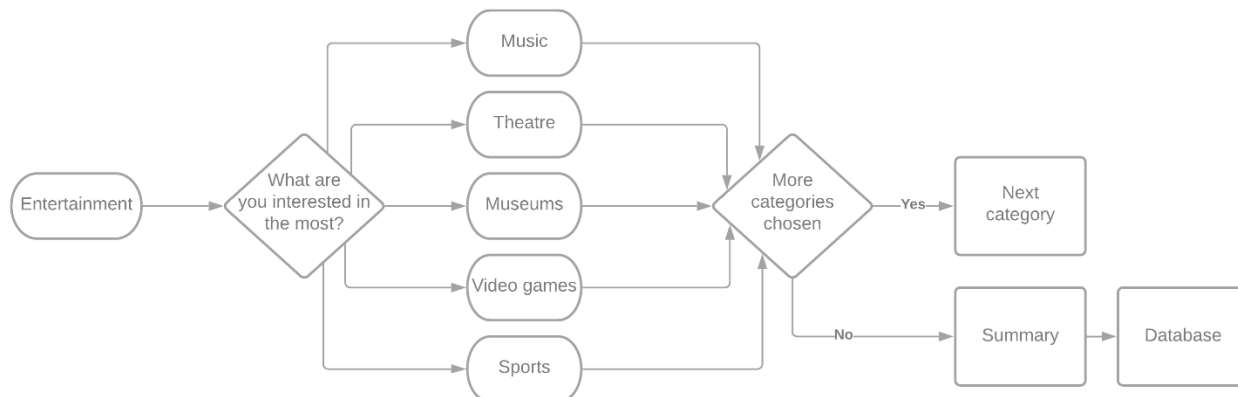 Entertainment
What are
you interested in
the most?
Music
Theatre
Museums
Video games
Sports
More
categories
chosen
Yes
No
Next
category
Summary
Database